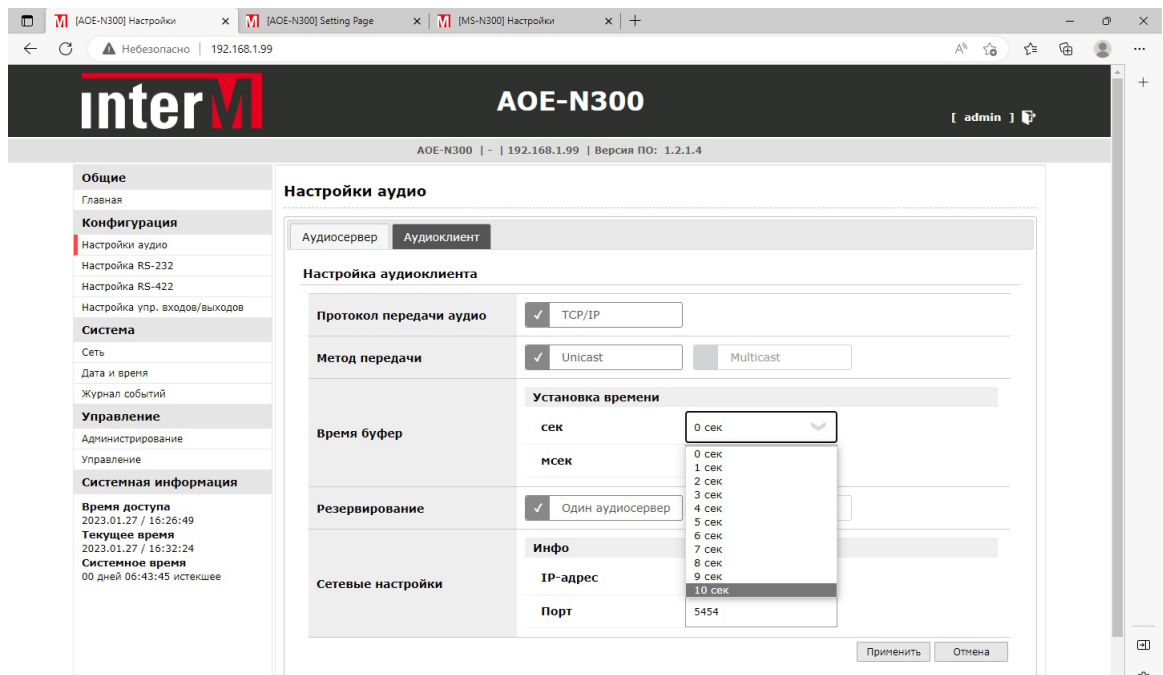 [AOE-N300] Настройки
[AOE-N300] Setting Page
[MS-N300] Настройки
Небезопасно | 192.168.1.99
interM
AOE-N300
[ admin ]
AOE-N300 | - | 192.168.1.99 | Версия ПО: 1.2.1.4
Общие
Главная
Конфигурация
Настройки аудио
Настройка RS-232
Настройка RS-422
Настройка упр. входов/выходов
Система
Сеть
Дата и время
Журнал событий
Управление
Администрирование
Управление
Системная информация
Время доступа
2023.01.27 / 16:26:49
Текущее время
2023.01.27 / 16:32:24
Системное время
00 дней 06:43:45 истекшее
Настройки аудио
Аудиосервер
Аудиоклиент
Настройка аудиоклиента
Протокол передачи аудио
TCP/IP
Метод передачи
Unicast
Multicast
Время буфер
Установка времени
сек
0 сек
мсек
0 сек
1 сек
2 сек
3 сек
4 сек
5 сек
6 сек
7 сек
8 сек
9 сек
10 сек
Резервирование
Один аудиосервер
Сетевые настройки
Инфо
IP-адрес
Порт
5454
Применить
Отмена